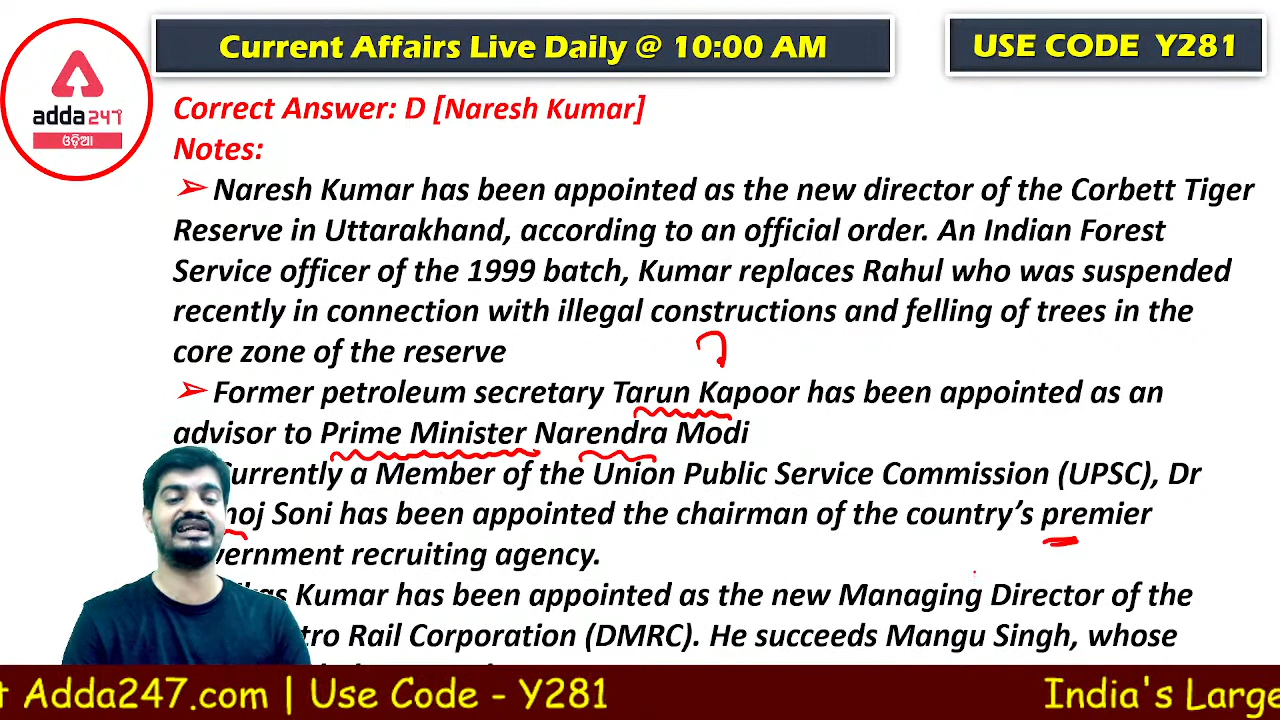 Current Affairs Live Daily @ 10:00 AM
USE CODE Y281
adda247
ଓଡ଼ିଆ
Correct Answer: D [Naresh Kumar]
Notes:
➢ Naresh Kumar has been appointed as the new director of the Corbett Tiger
Reserve in Uttarakhand, according to an official order. An Indian Forest
Service officer of the 1999 batch, Kumar replaces Rahul who was suspended
recently in connection with illegal constructions and felling of trees in the
core zone of the reserve
➢ Former petroleum secretary Tarun Kapoor has been appointed as an
advisor to Prime Minister Narendra Modi
Currently a Member of the Union Public Service Commission (UPSC), Dr
noj Soni has been appointed the chairman of the country's premier
vernment recruiting agency.
Kumar has been appointed as the new Managing Director of the
tro Rail Corporation (DMRC). He succeeds Mangu Singh, whose
t Adda247.com | Use Code - Y281
India's Large